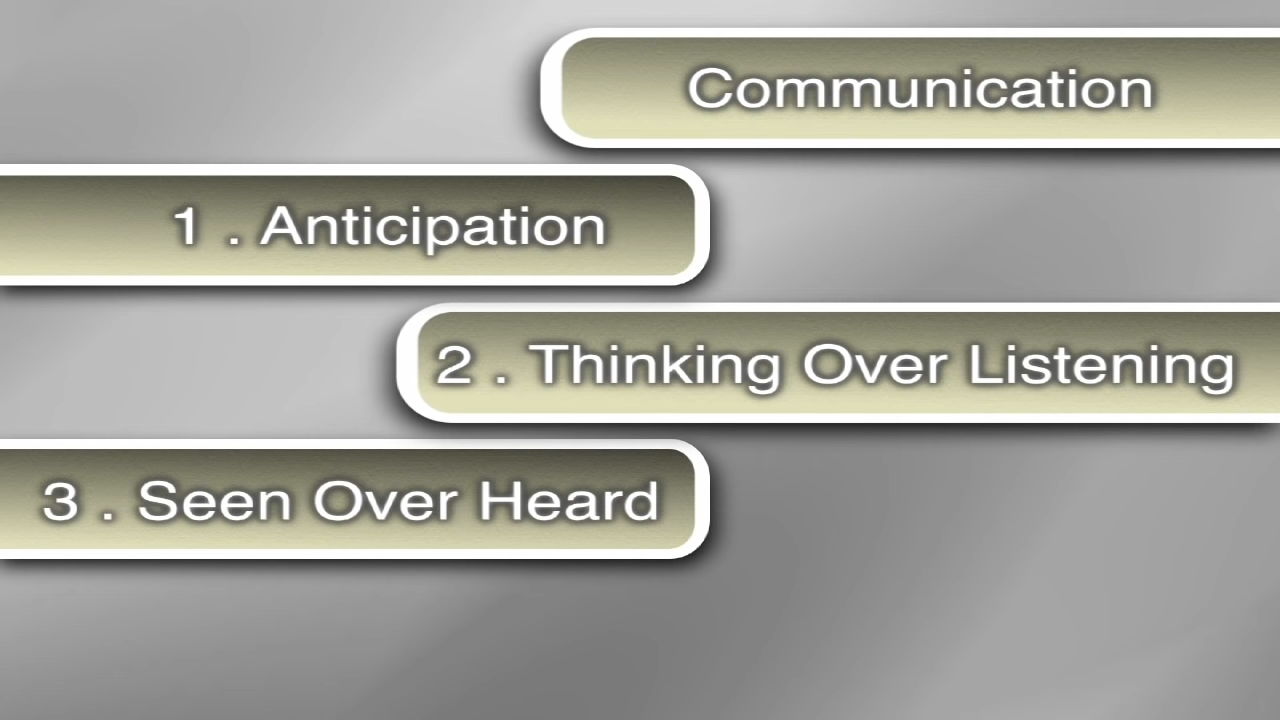 Communication
1 . Anticipation
2 . Thinking Over Listening
3 . Seen Over Heard